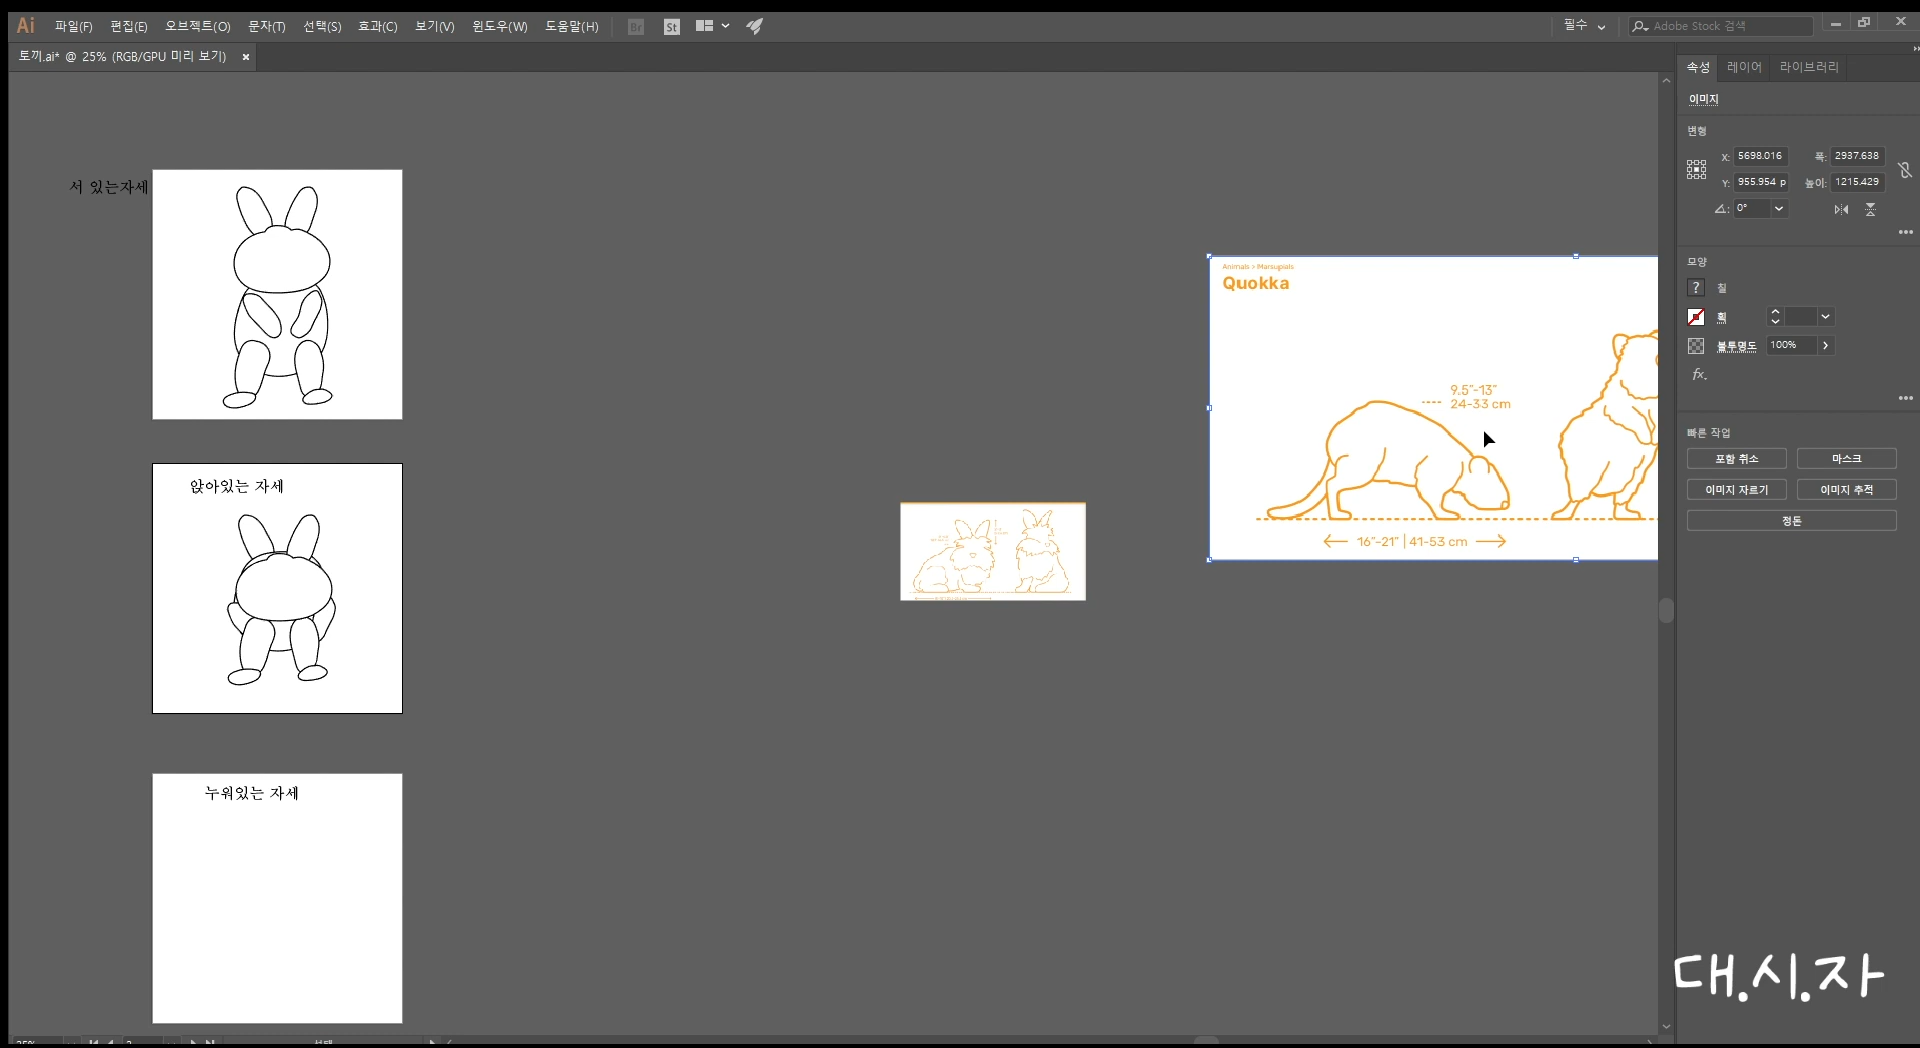 Ai 파일(F) 편집(E) 오브젝트(O) 문자(T) 선택(S) 효과(C) 보기(V) 윈도우(W) 도움말(H) Br St 필수 Adobe Stock 검색
토끼.ai* @ 25% (RGB/GPU 미리 보기)
속성 레이어 라이브러리
이미지
변형
X: 5698.016 폭: 2937.638
Y: 955.954 p 높이: 1215.429
0°
모양
? 칠
획
불투명도 100%
fx.
빠른 작업
포함 취소 마스크
이미지 자르기 이미지 추적
정돈
서 있는자세
앉아있는 자세
누워있는 자세
Animals > Marsupials
Quokka
9.5"-13"
24-33 cm
16"-21" | 41-53 cm
대.시.자
25% 2 선택